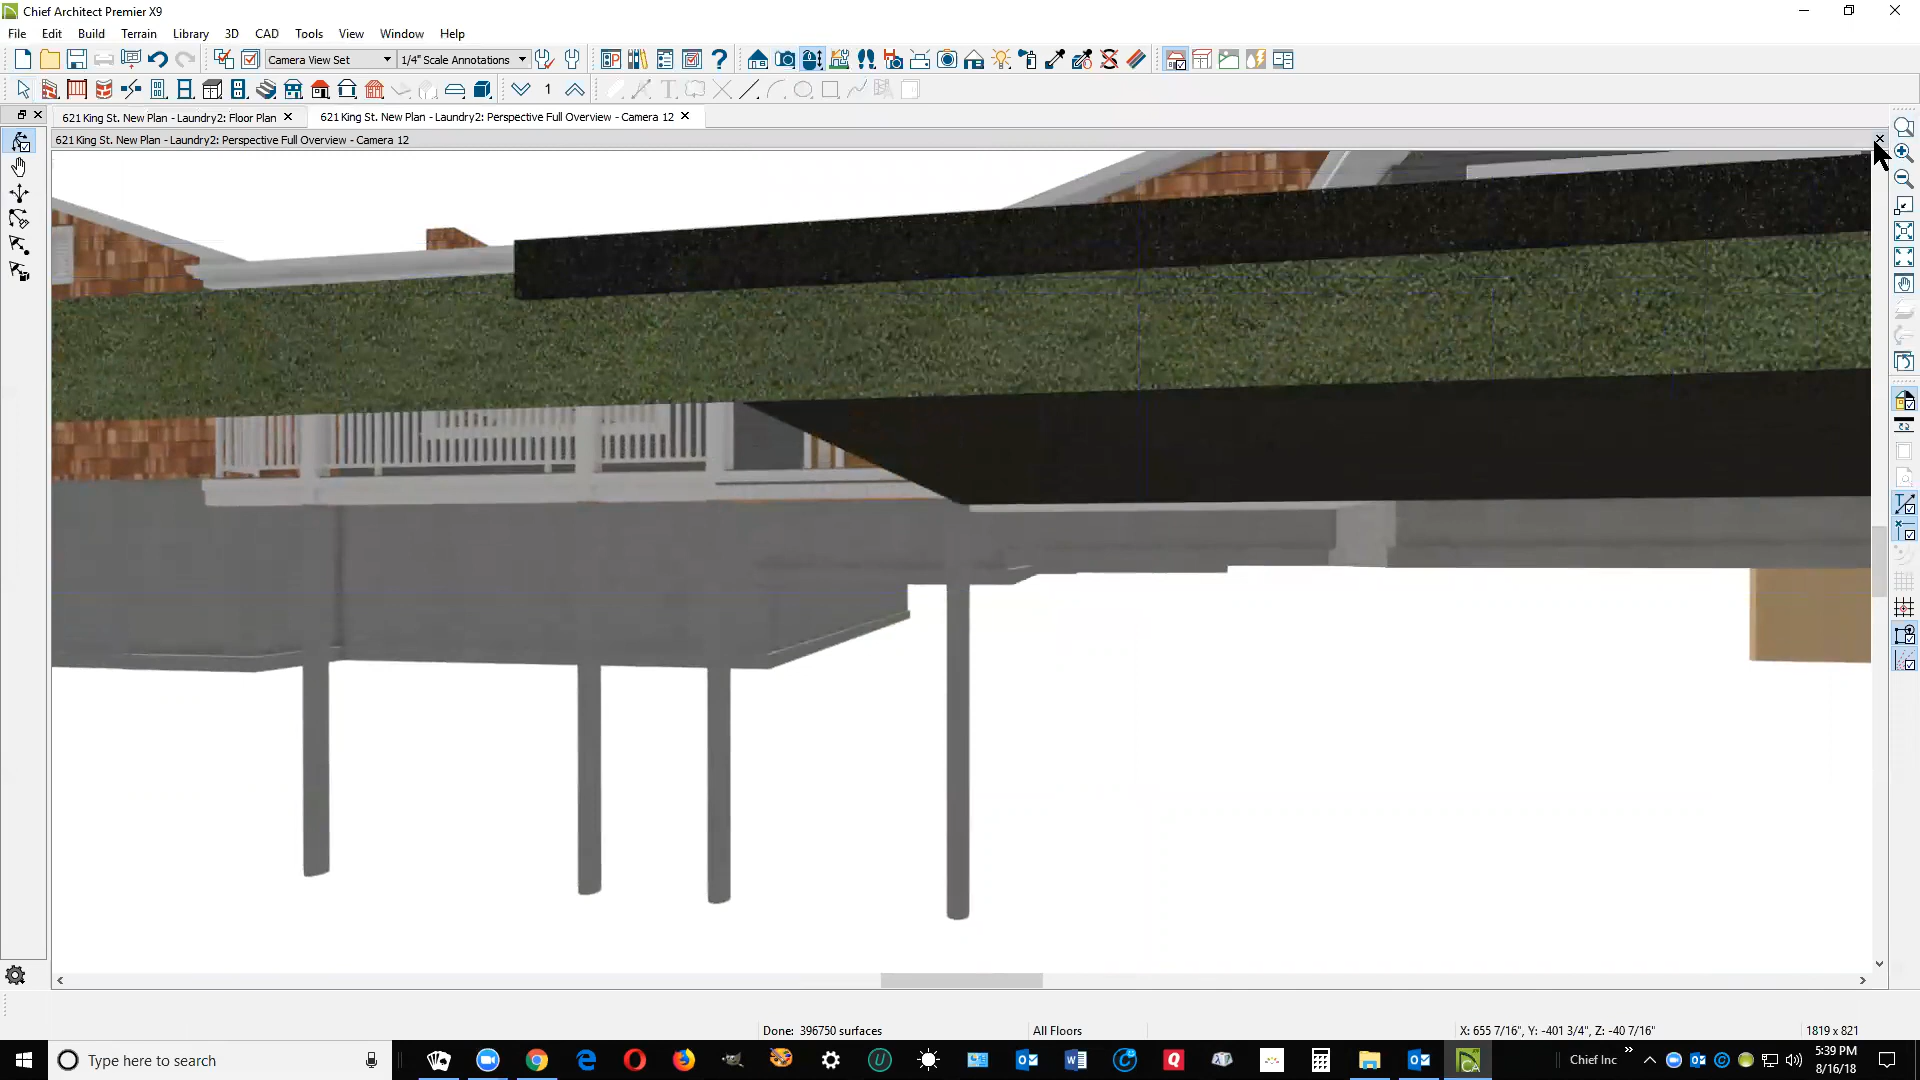 Chief Architect Premier X9
File Edit Build Terrain Library 3D CAD Tools View Window Help
Camera View Set 1/4" Scale Annotations
1
621 King St. New Plan - Laundry2: Floor Plan 621 King St. New Plan - Laundry2: Perspective Full Overview - Camera 12
621 King St. New Plan - Laundry2: Perspective Full Overview - Camera 12
Done: 396750 surfaces All Floors X: 655 7/16", Y: -401 3/4", Z: -40 7/16" 1819 x 821
Type here to search Chief Inc 5:39 PM
8/16/18